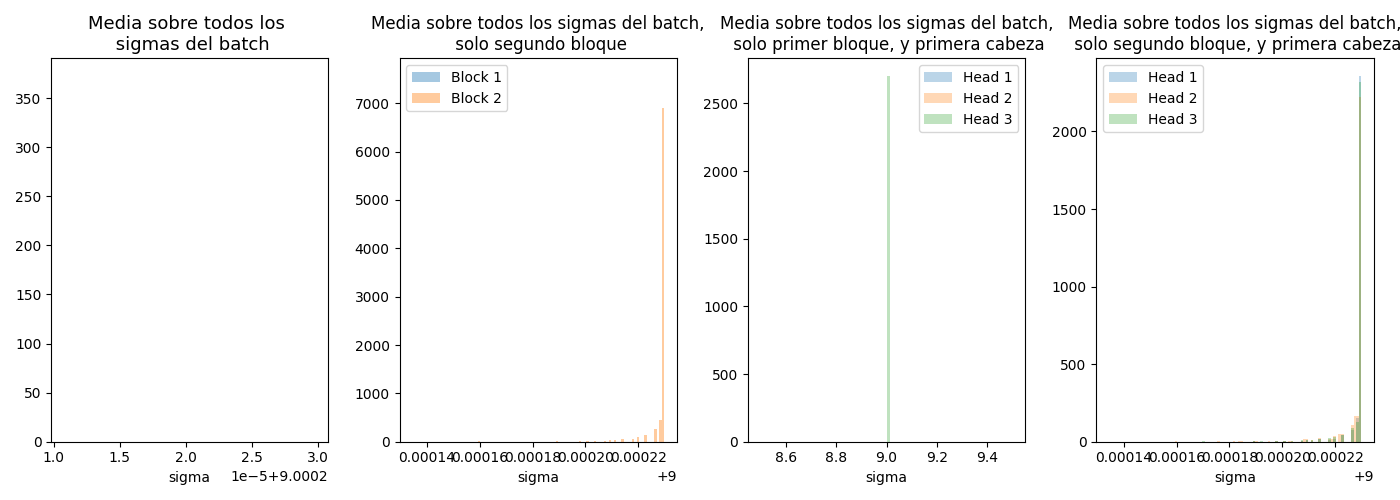 Media sobre todos los
sigmas del batch
350
300
250
200
150
100
50
0
1.0 1.5 2.0 2.5 3.0
sigma
1e−5+9.0002
Media sobre todos los sigmas del batch,
solo segundo bloque
Block 1
Block 2
7000
6000
5000
4000
3000
2000
1000
0
0.00014 0.00016 0.00018 0.00020 0.00022
sigma
+9
Media sobre todos los sigmas del batch,
solo primer bloque, y primera cabeza
Head 1
Head 2
Head 3
2500
2000
1500
1000
500
0
8.6 8.8 9.0 9.2 9.4
sigma
Media sobre todos los sigmas del batch,
solo segundo bloque, y primera cabeza
Head 1
Head 2
Head 3
2000
1500
1000
500
0
0.00014 0.00016 0.00018 0.00020 0.00022
sigma
+9